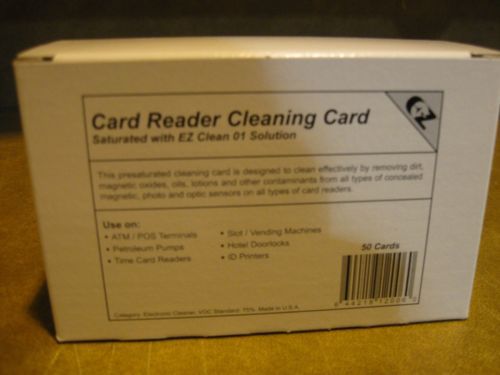 Card Reader Cleaning Card
Saturated with EZ Clean 01 Solution
EZ
This presaturated cleaning card is designed to clean effectively by removing dirt,
magnetic oxides, oils, lotions and other contaminants from all types of concealed
magnetic, photo and optic sensors on all types of card readers.
Use on:
• ATM / POS Terminals
• Petroleum Pumps
• Time Card Readers
• Slot / Vending Machines
• Hotel Doorlocks
• ID Printers
50 Cards
Category: Electronic Cleaner, VOC Standard: 75% Made in U.S.A.